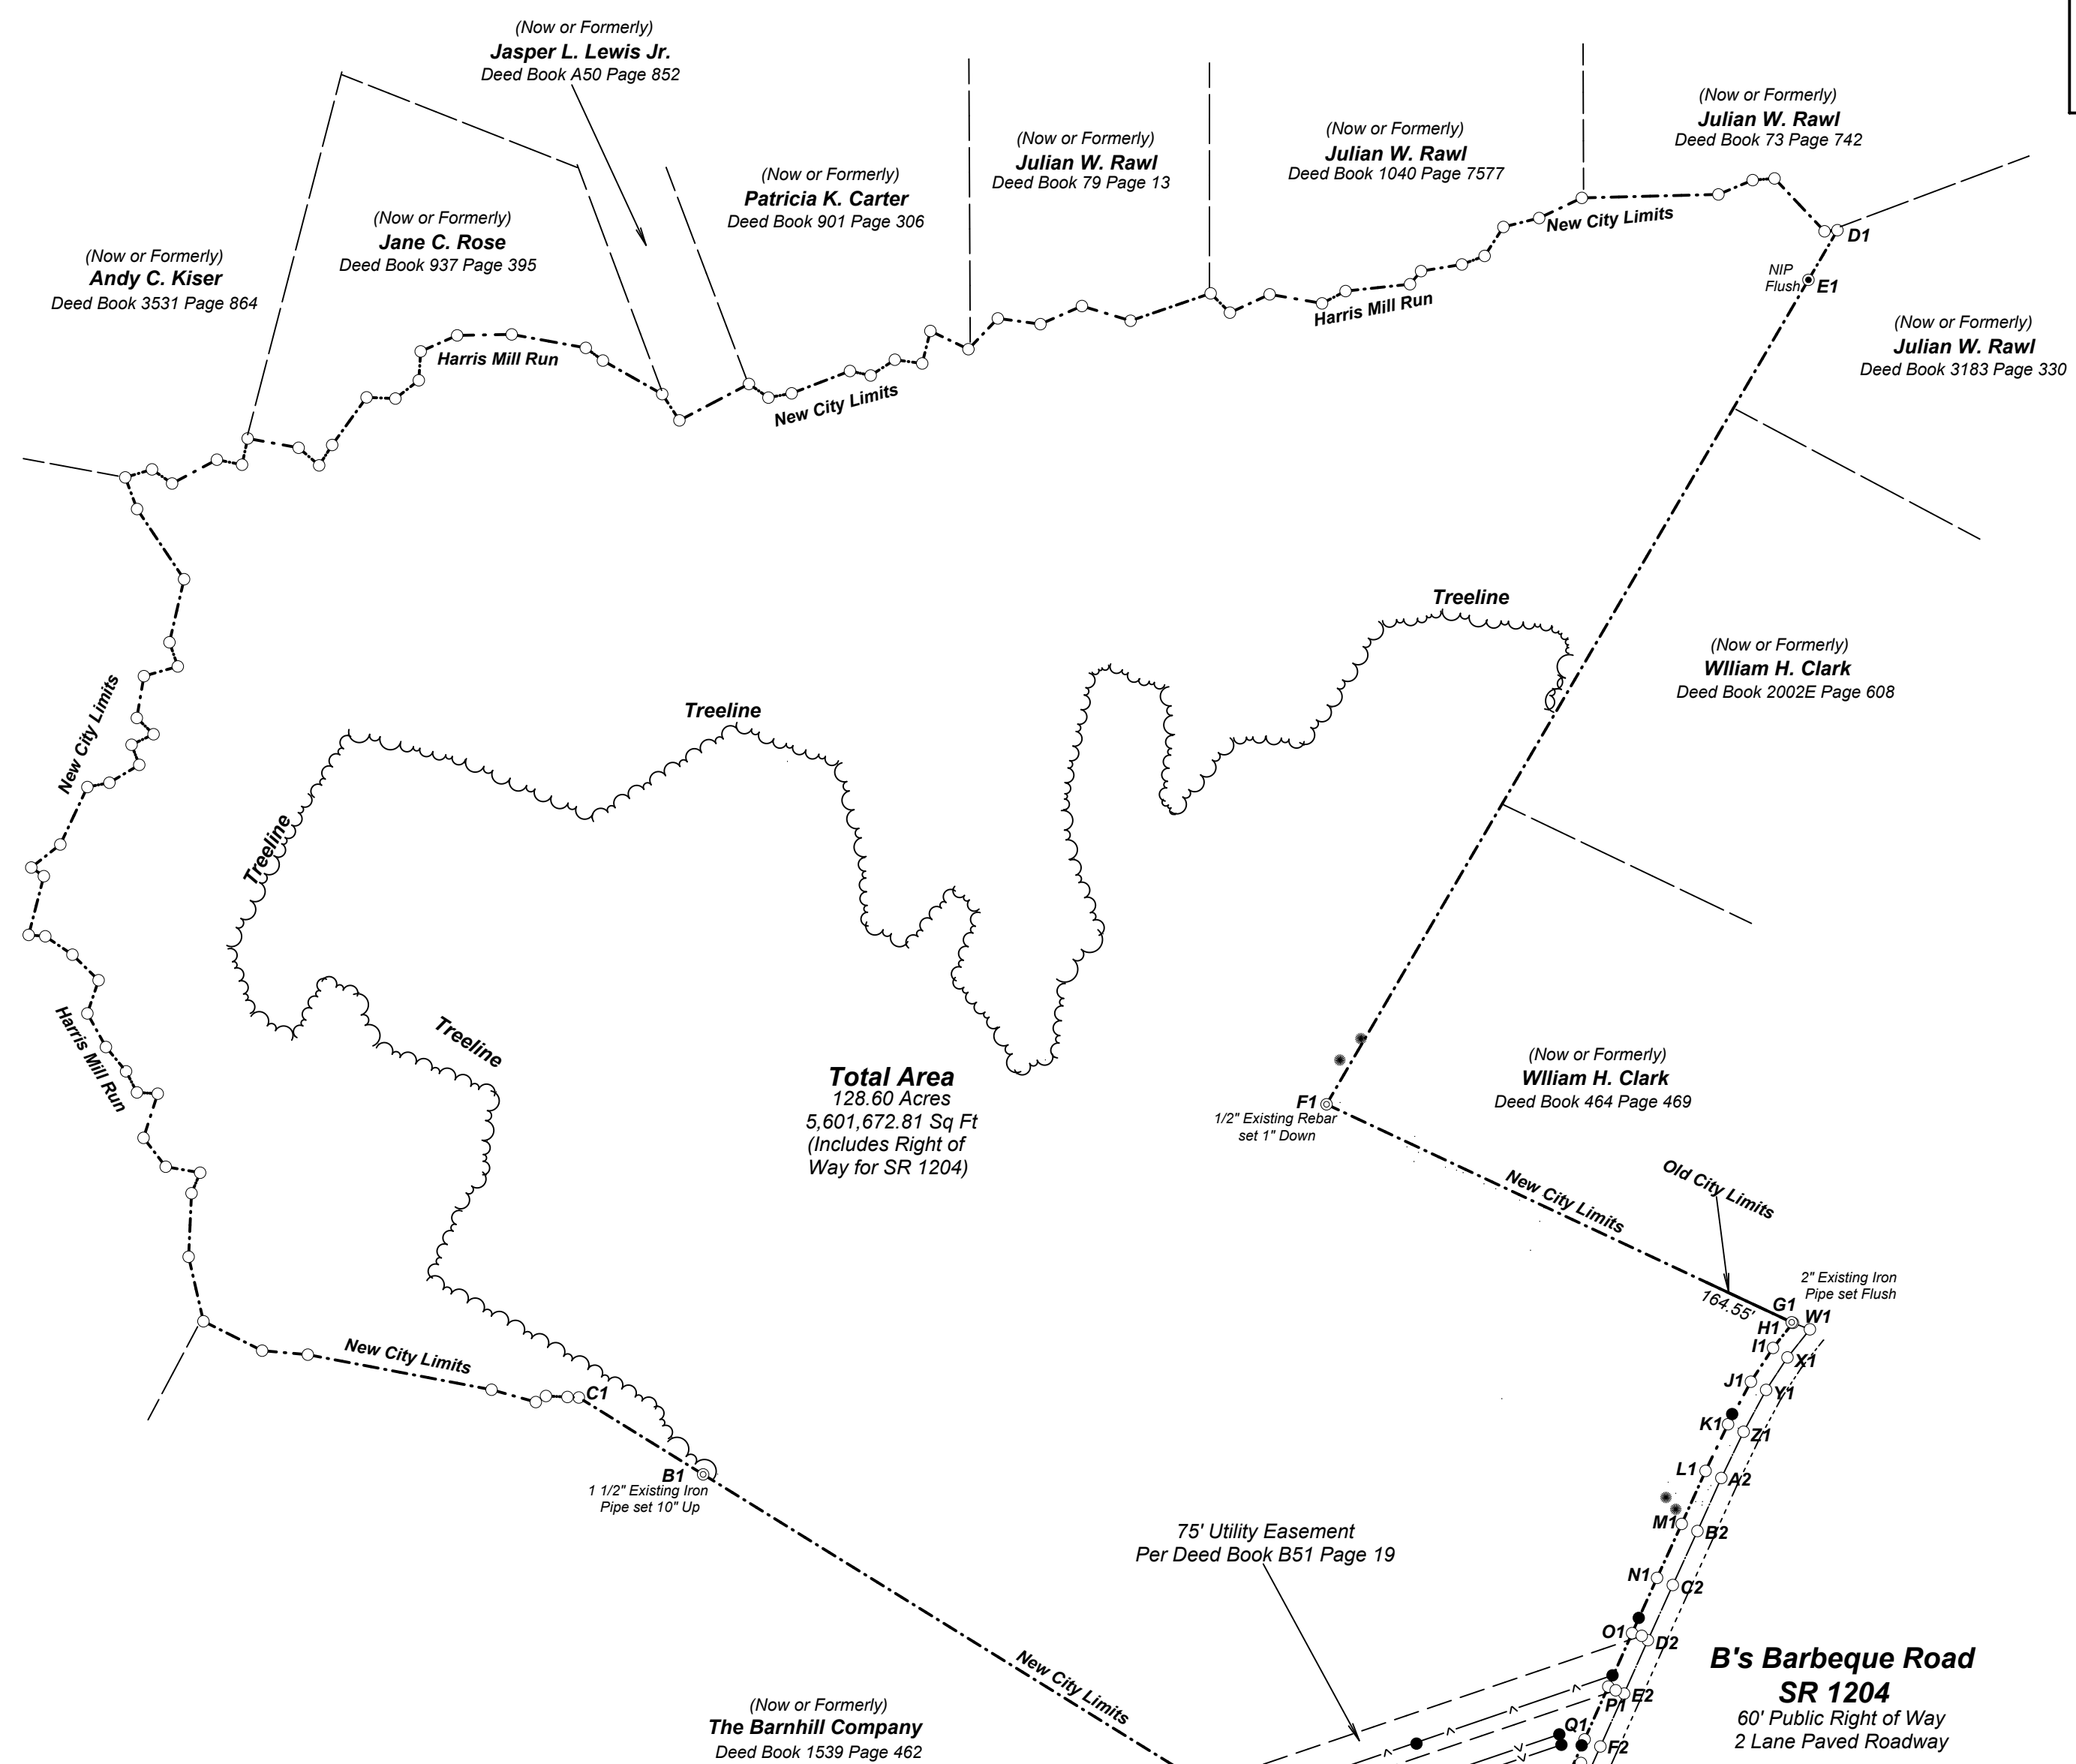 (Now or Formerly)
Jasper L. Lewis Jr.
Deed Book A50 Page 852
(Now or Formerly)
Julian W. Rawl
Deed Book 73 Page 742
(Now or Formerly)
Julian W. Rawl
Deed Book 1040 Page 7577
(Now or Formerly)
Julian W. Rawl
Deed Book 79 Page 13
(Now or Formerly)
Patricia K. Carter
Deed Book 901 Page 306
(Now or Formerly)
Jane C. Rose
Deed Book 937 Page 395
(Now or Formerly)
Andy C. Kiser
Deed Book 3531 Page 864
New City Limits
D1
NIP
Flush
E1
Harris Mill Run
(Now or Formerly)
Julian W. Rawl
Deed Book 3183 Page 330
Harris Mill Run
New City Limits
Treeline
(Now or Formerly)
Wlliam H. Clark
Deed Book 2002E Page 608
New City Limits
Treeline
Treeline
Harris Mill Run
Treeline
Total Area
128.60 Acres
5,601,672.81 Sq Ft
(Includes Right of
Way for SR 1204)
(Now or Formerly)
Wlliam H. Clark
Deed Book 464 Page 469
F1
1/2" Existing Rebar
set 1" Down
New City Limits
Old City Limits
164.55'
2" Existing Iron
Pipe set Flush
G1
W1
H1
I1
X1
J1
Y1
K1
Z1
L1
A2
M1
B2
N1
C2
O1
D2
P1
E2
Q1
F2
New City Limits
C1
B1
1 1/2" Existing Iron
Pipe set 10" Up
75' Utility Easement
Per Deed Book B51 Page 19
New City Limits
B's Barbeque Road
SR 1204
60' Public Right of Way
2 Lane Paved Roadway
(Now or Formerly)
The Barnhill Company
Deed Book 1539 Page 462